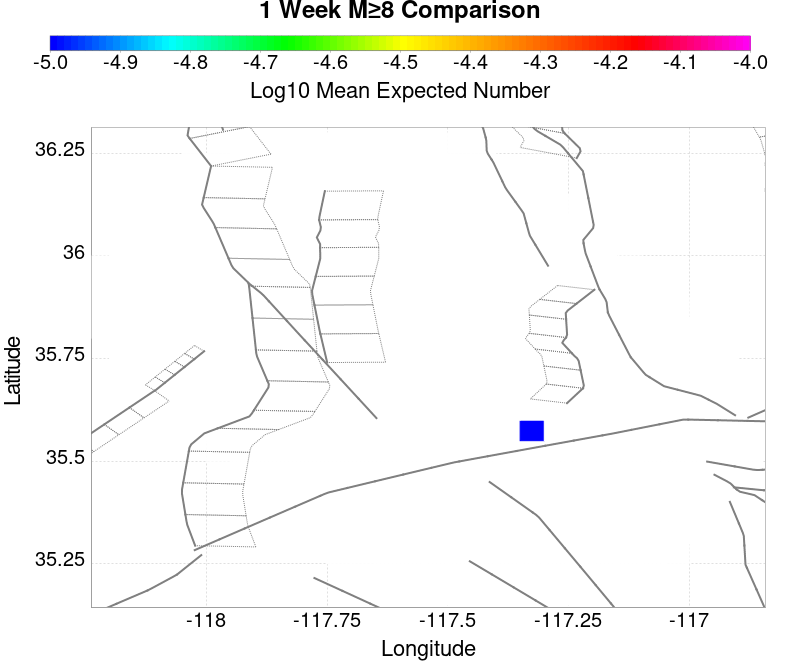 1 Week M≥8 Comparison
-5.0 -4.9 -4.8 -4.7 -4.6 -4.5 -4.4 -4.3 -4.2 -4.1 -4.0
Log10 Mean Expected Number
36.25
36
35.75
35.5
35.25
Latitude
-118 -117.75 -117.5 -117.25 -117
Longitude